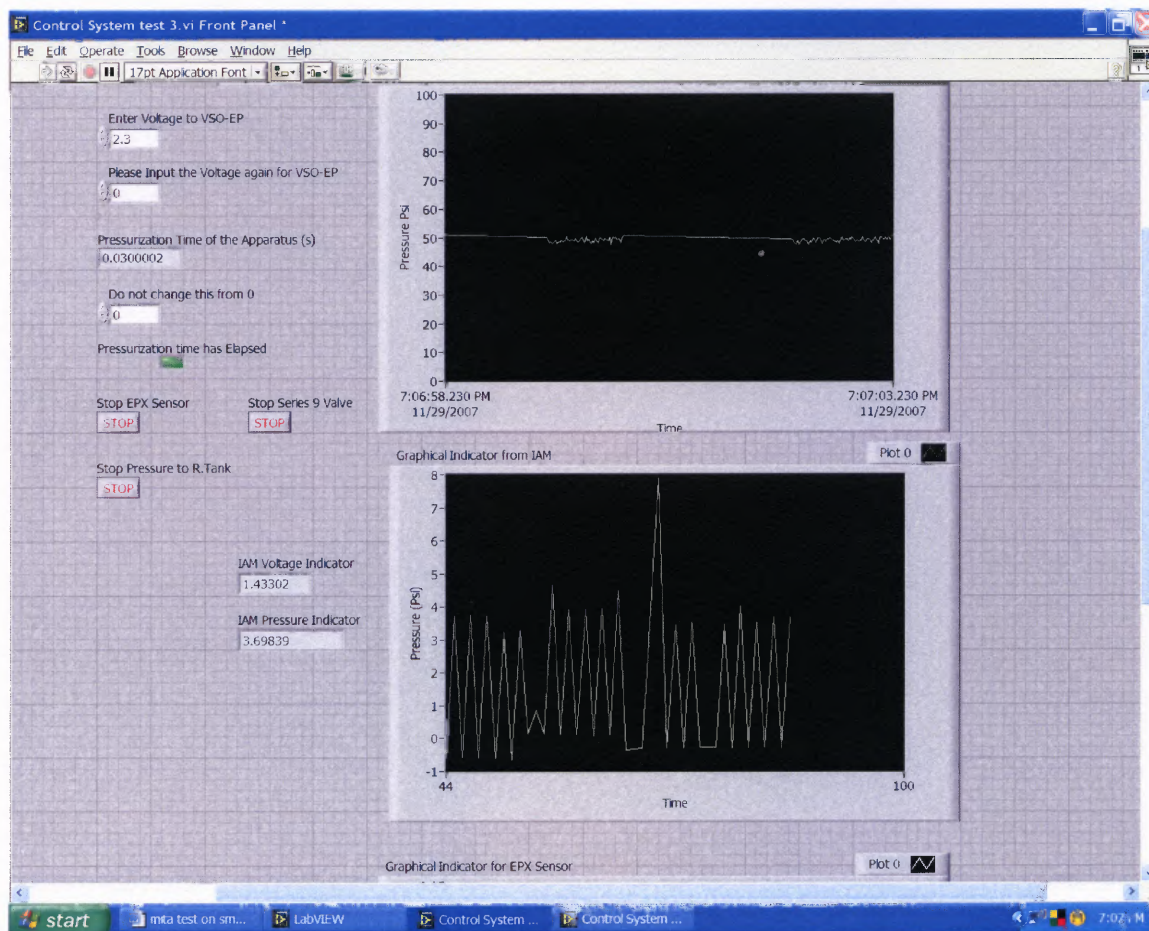 Control System test 3.vi Front Panel *
File Edit Operate Tools Browse Window Help
17pt Application Font
Enter Voltage to VSO-EP
2.3
Please Input the Voltage again for VSO-EP
0
Pressurization Time of the Apparatus (s)
0.0300002
Do not change this from 0
0
Pressurization time has Elapsed
Stop EPX Sensor
STOP
Stop Series 9 Valve
STOP
Stop Pressure to R.Tank
STOP
IAM Voltage Indicator
1.43302
IAM Pressure Indicator
3.69839
100
90
80
70
60
50
40
30
20
10
0
Pressure Psi
7:06:58.230 PM
11/29/2007
7:07:03.230 PM
11/29/2007
Time
Graphical Indicator from IAM
Plot 0
8
7
6
5
4
3
2
1
0
-1
Pressure (Psi)
44
100
Time
Graphical Indicator for EPX Sensor
Plot 0
start
mita test on sm...
LabVIEW
Control System ...
Control System ...